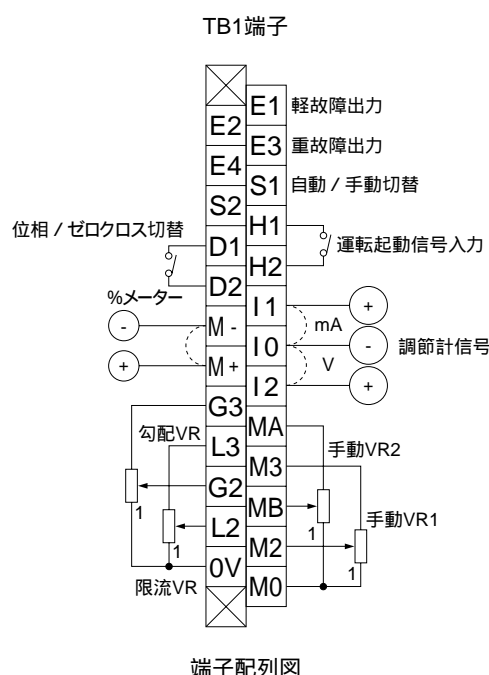 TB1端子
E1 軽故障出力
E2
E3 重故障出力
E4
S1 自動 / 手動切替
S2
位相 / ゼロクロス切替
H1
運転起動信号入力
D1
H2
D2
%メーター
I1
+
mA
-
M -
I0
-
調節計信号
+
M +
V
I2
+
G3
MA
勾配VR
手動VR2
L3
M3
G2
MB
手動VR1
L2
1
1
M2
1
1
0V
限流VR
M0
端子配列図